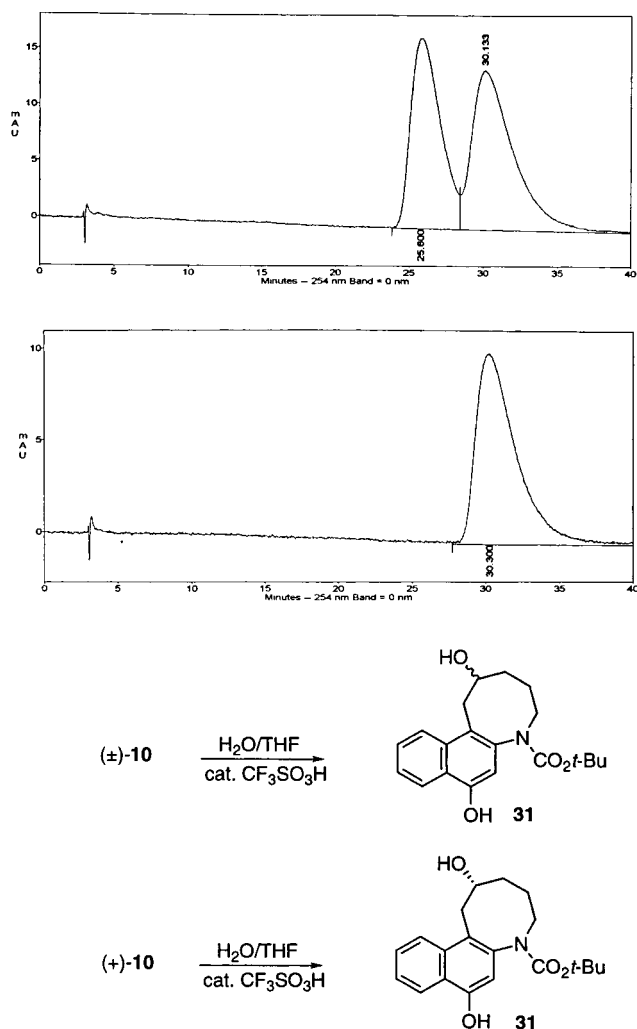 15
10
5
0
mAU
25.800
30.133
0 5 10 15 20 25 30 35 40
Minutes – 254 nm Band = 0 nm
10
5
0
mAU
30.300
0 5 10 15 20 25 30 35 40
Minutes – 254 nm Band = 0 nm
HO
(±)-10
H₂O/THF
cat. CF₃SO₃H
N
CO₂t-Bu
OH
31
HO
(+)-10
H₂O/THF
cat. CF₃SO₃H
N
CO₂t-Bu
OH
31